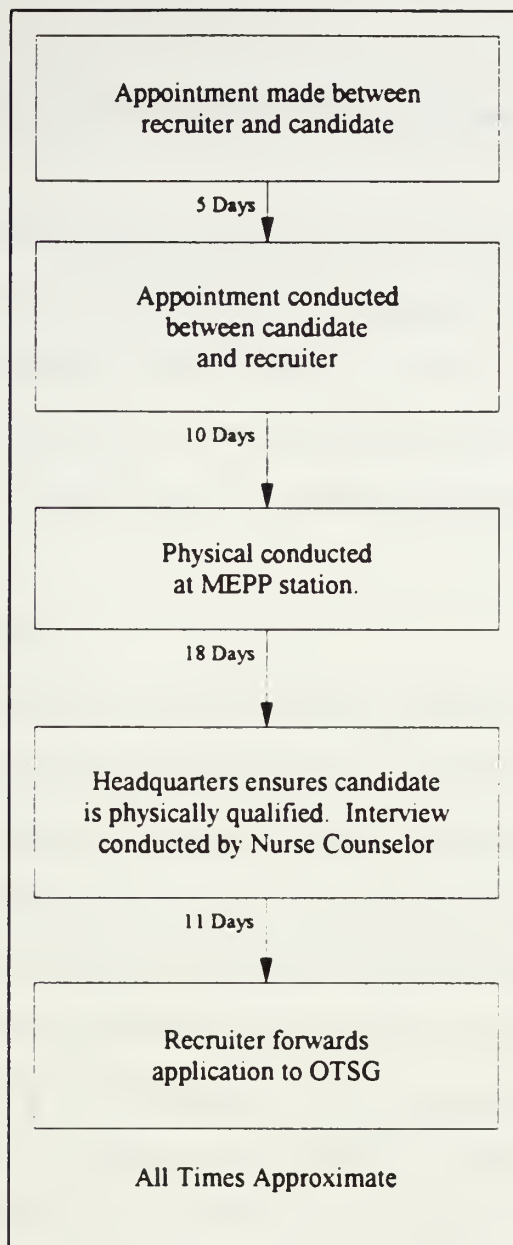 Appointment made between
recruiter and candidate
5 Days
Appointment conducted
between candidate
and recruiter
10 Days
Physical conducted
at MEPP station.
18 Days
Headquarters ensures candidate
is physically qualified. Interview
conducted by Nurse Counselor
11 Days
Recruiter forwards
application to OTSG
All Times Approximate